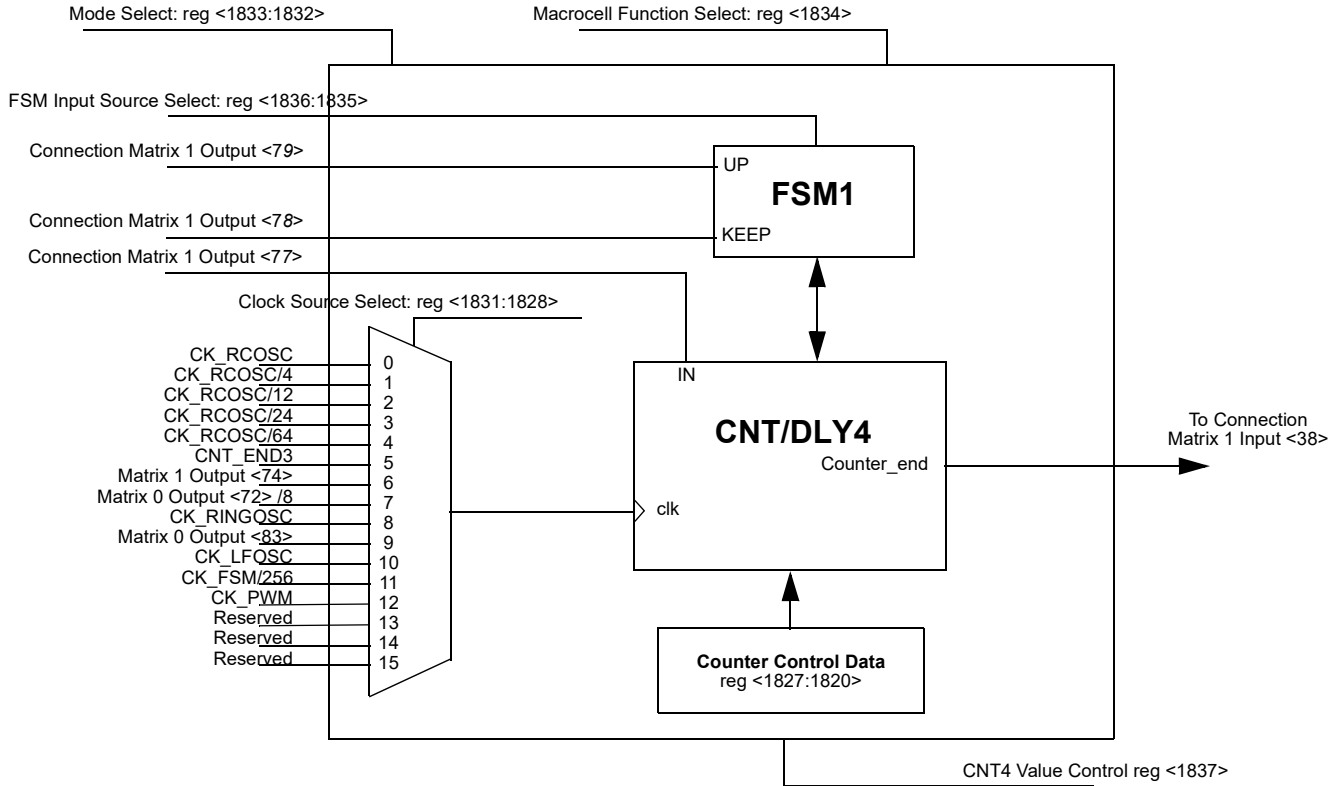 Mode Select: reg <1833:1832>
Macrocell Function Select: reg <1834>
FSM Input Source Select: reg <1836:1835>
Connection Matrix 1 Output <79>
UP
FSM1
Connection Matrix 1 Output <78>
KEEP
Connection Matrix 1 Output <77>
Clock Source Select: reg <1831:1828>
CK_RCOSC
0
CK_RCOSC/4
1
CK_RCOSC/12
2
CK_RCOSC/24
3
CK_RCOSC/64
4
CNT_END3
5
Matrix 1 Output <74>
6
Matrix 0 Output <72> /8
7
CK_RINGOSC
8
Matrix 0 Output <83>
9
CK_LFOSC
10
CK_FSM/256
11
CK_PWM
12
Reserved
13
Reserved
14
Reserved
15
IN
CNT/DLY4
Counter_end
clk
To Connection
Matrix 1 Input <38>
Counter Control Data
reg <1827:1820>
CNT4 Value Control reg <1837>